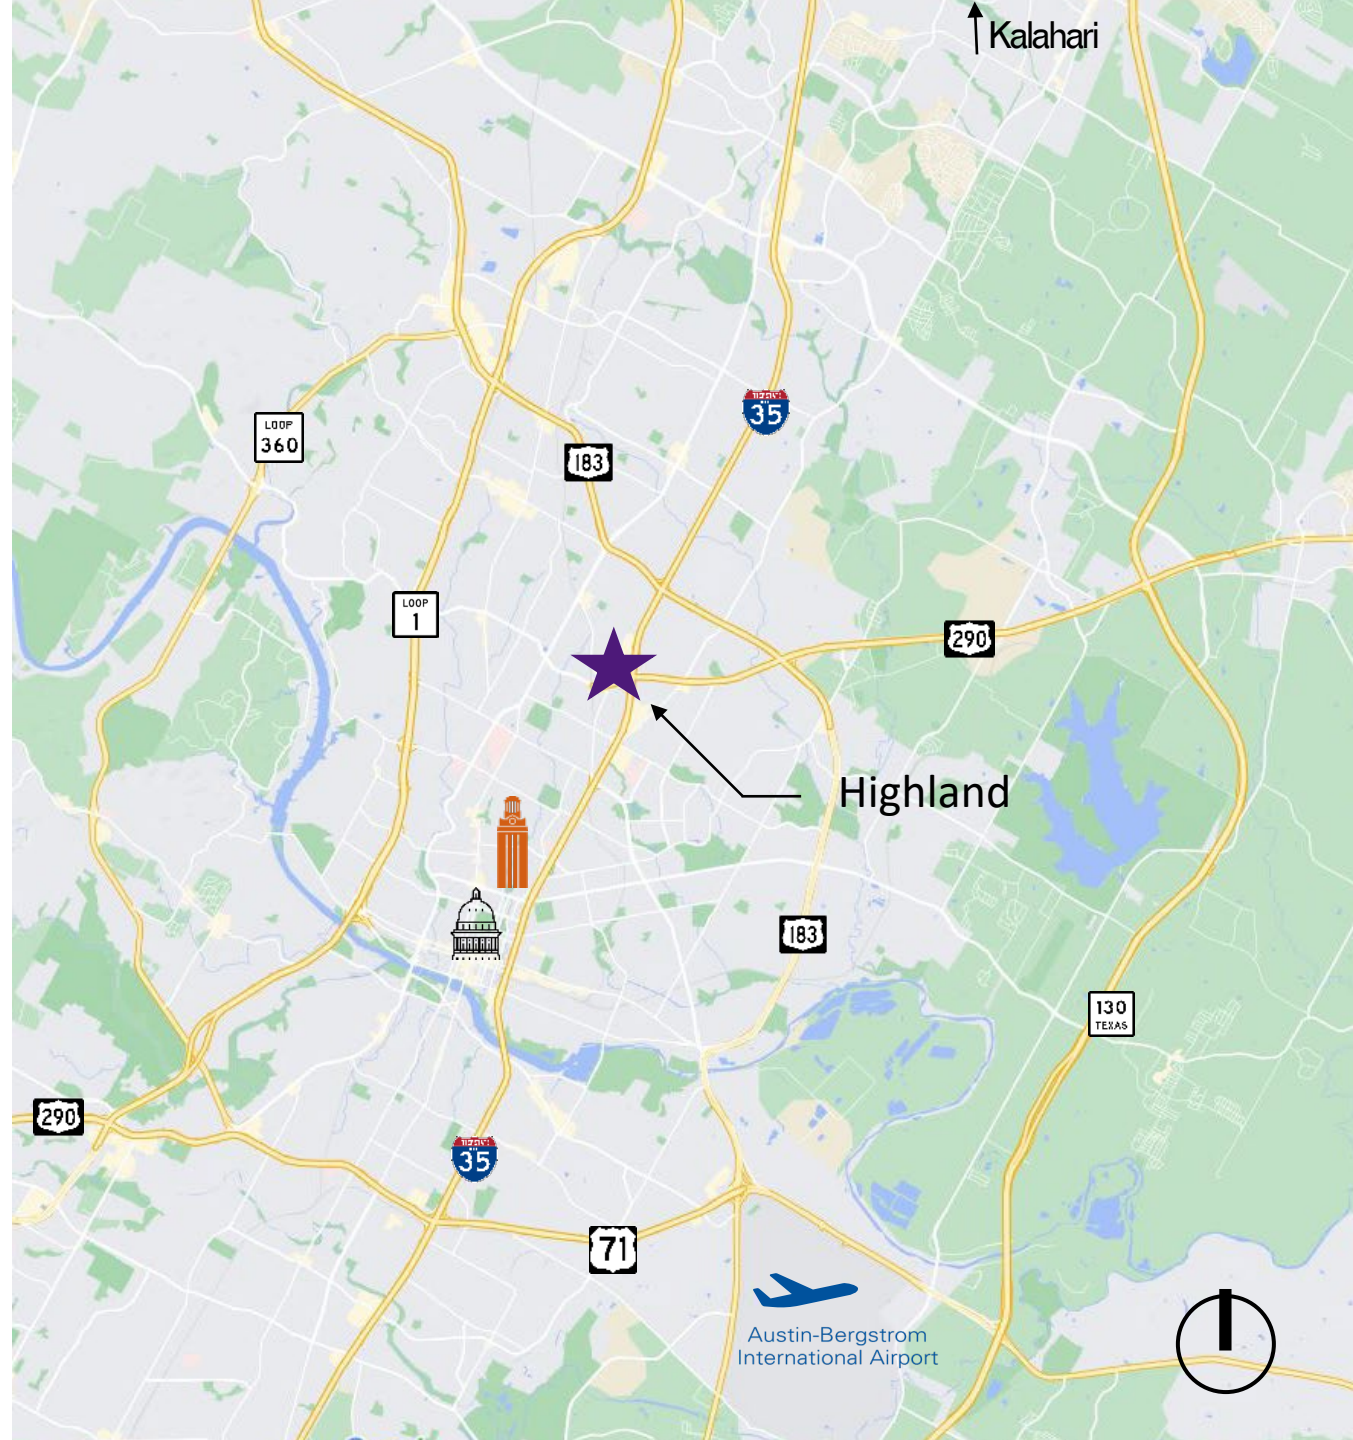 Kalahari
35
LOOP
360
183
LOOP
1
290
Highland
183
130
TEXAS
290
35
71
Austin-Bergstrom
International Airport